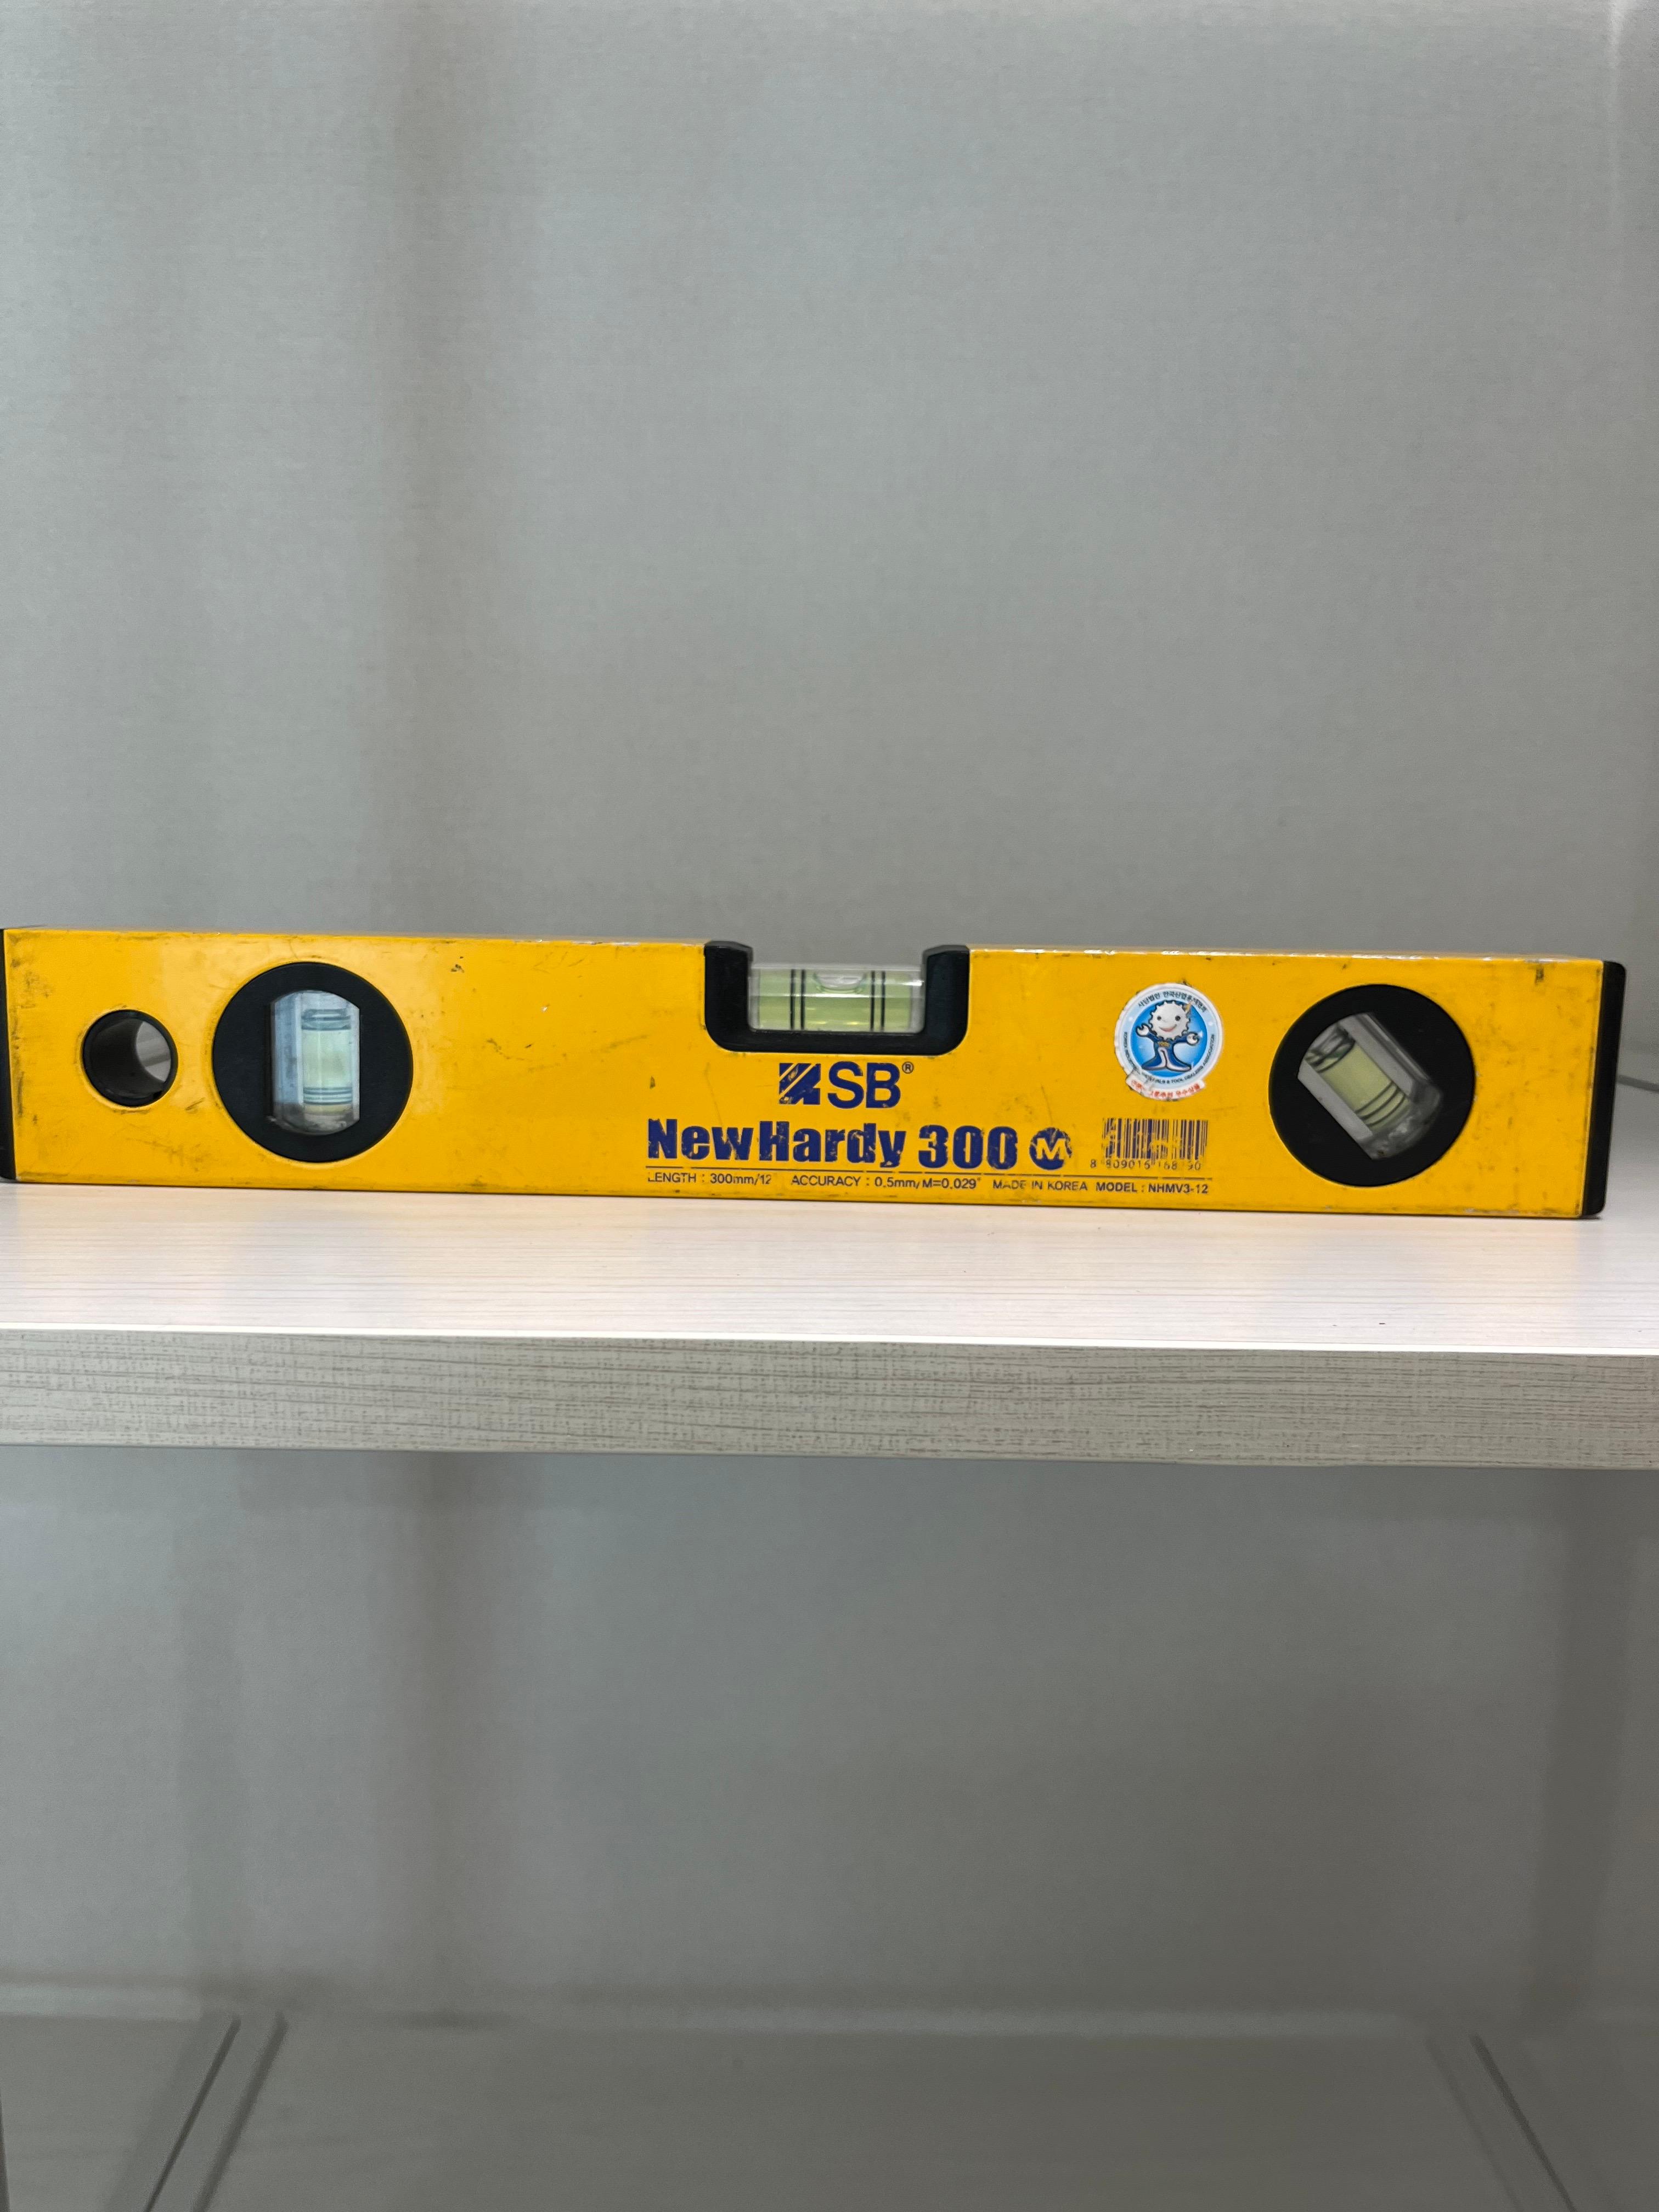 SB®
NewHardy 300 M
LENGTH : 300mm/12" ACCURACY : 0.5mm/M=0.029° MADE IN KOREA MODEL : NHMV3-12